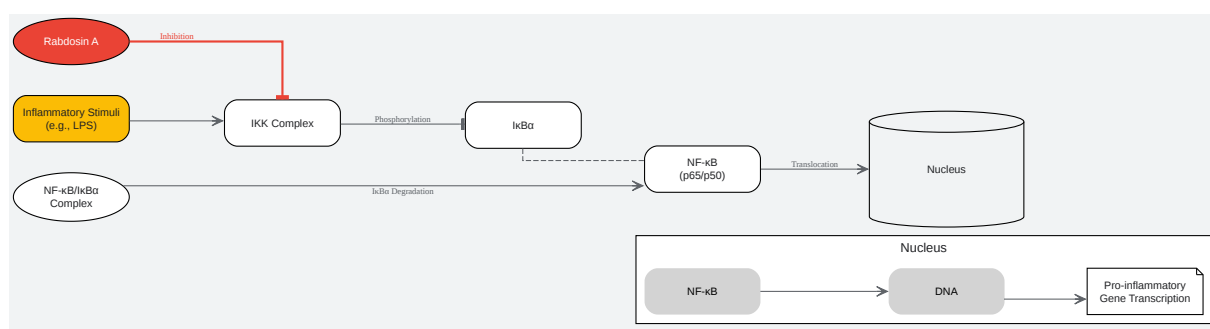 Rabdosin A
Inhibition
Inflammatory Stimuli
(e.g., LPS)
IKK Complex
Phosphorylation
IκBα
NF-κB/IκBα
Complex
IκBα Degradation
NF-κB
(p65/p50)
Translocation
Nucleus
Nucleus
NF-κB
DNA
Pro-inflammatory
Gene Transcription